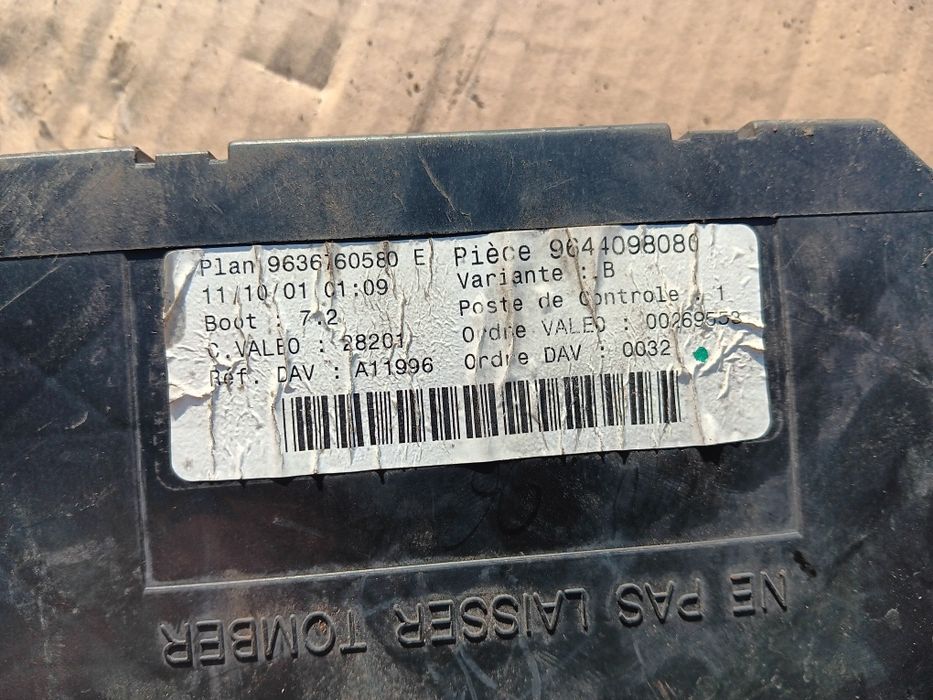 Plan 9636760580 E
11/10/01 01:09
Boot : 7.2
C.VALEO : 28201
Réf. DAV : A11996
Pièce 9644098080
Variante : B
Poste de Controle : 1
Ordre VALEO : 00269553
Ordre DAV : 0032
NE PAS LAISSER TOMBER